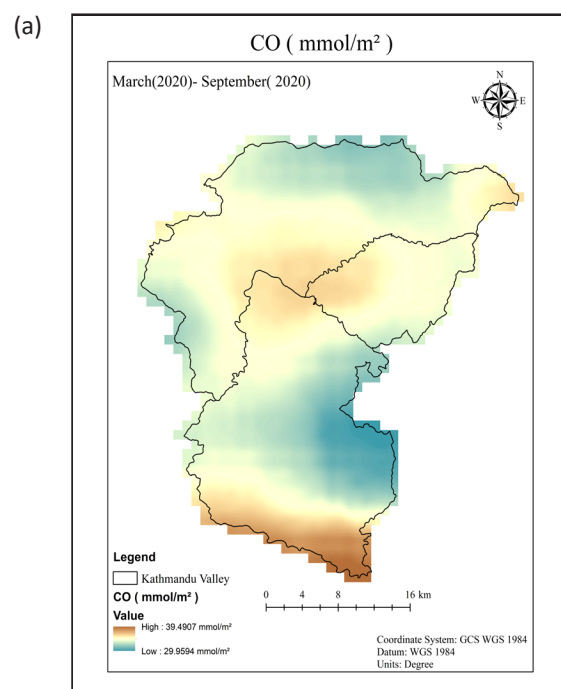 (a)
CO ( mmol/m² )
March(2020)- September( 2020)
N
W E
S
Legend
Kathmandu Valley
CO ( mmol/m²)
Value
High : 39.4907 mmol/m²
Low : 29.9594 mmol/m²
0 4 8 16 km
Coordinate System: GCS WGS 1984
Datum: WGS 1984
Units: Degree